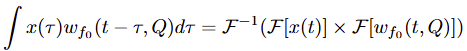 ∫ x(τ)w_{f_0}(t − τ, Q)dτ = ℱ^{−1}(ℱ[x(t)] × ℱ[w_{f_0}(t, Q)])